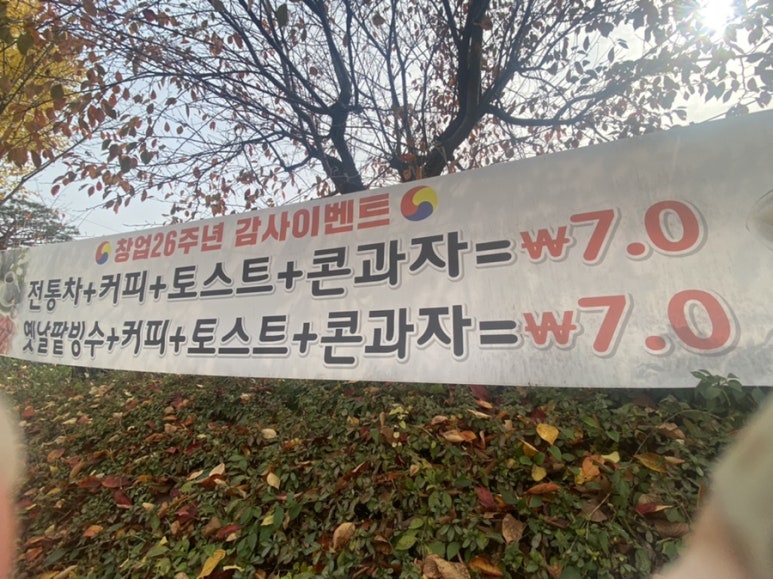 창업26주년 감사이벤트
전통차+커피+토스트+콘과자=₩7.0
옛날팥빙수+커피+토스트+콘과자=₩7.0